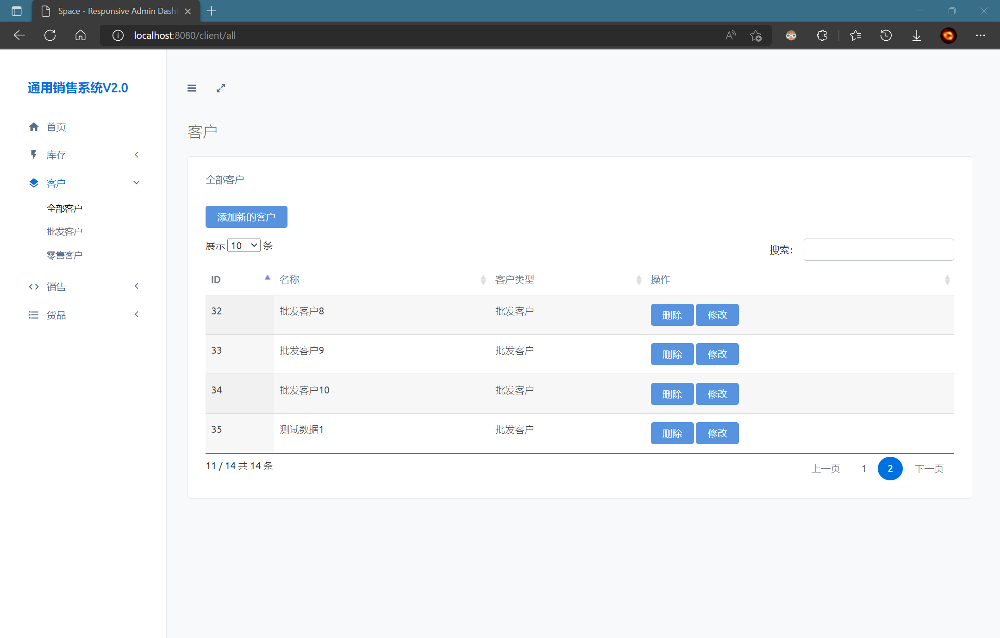 Space - Responsive Admin Dash
localhost:8080/client/all
通用销售系统V2.0
首页
库存
客户
全部客户
批发客户
零售客户
销售
货品
客户
全部客户
添加新的客户
展示 10 条
搜索：
ID 名称 客户类型 操作
32 批发客户8 批发客户 删除 修改
33 批发客户9 批发客户 删除 修改
34 批发客户10 批发客户 删除 修改
35 测试数据1 批发客户 删除 修改
11 / 14 共 14 条
上一页 1 2 下一页